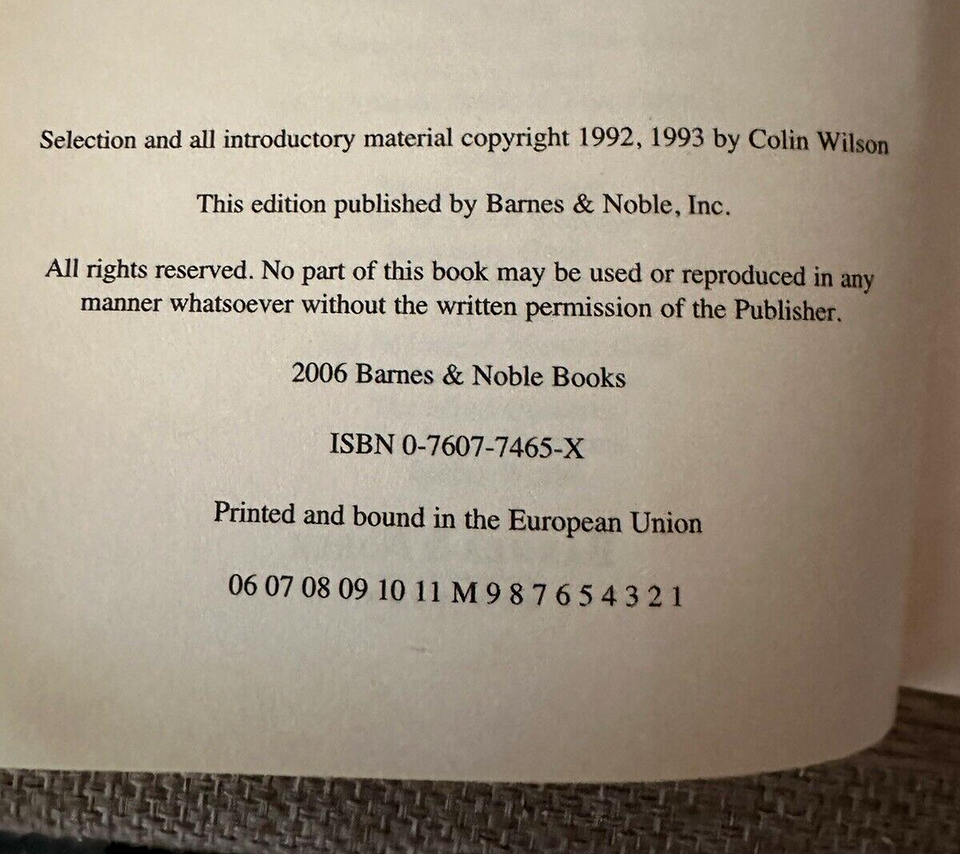 Selection and all introductory material copyright 1992, 1993 by Colin Wilson
This edition published by Barnes & Noble, Inc.
All rights reserved. No part of this book may be used or reproduced in any
manner whatsoever without the written permission of the Publisher.
2006 Barnes & Noble Books
ISBN 0-7607-7465-X
Printed and bound in the European Union
06 07 08 09 10 11 M 9 8 7 6 5 4 3 2 1